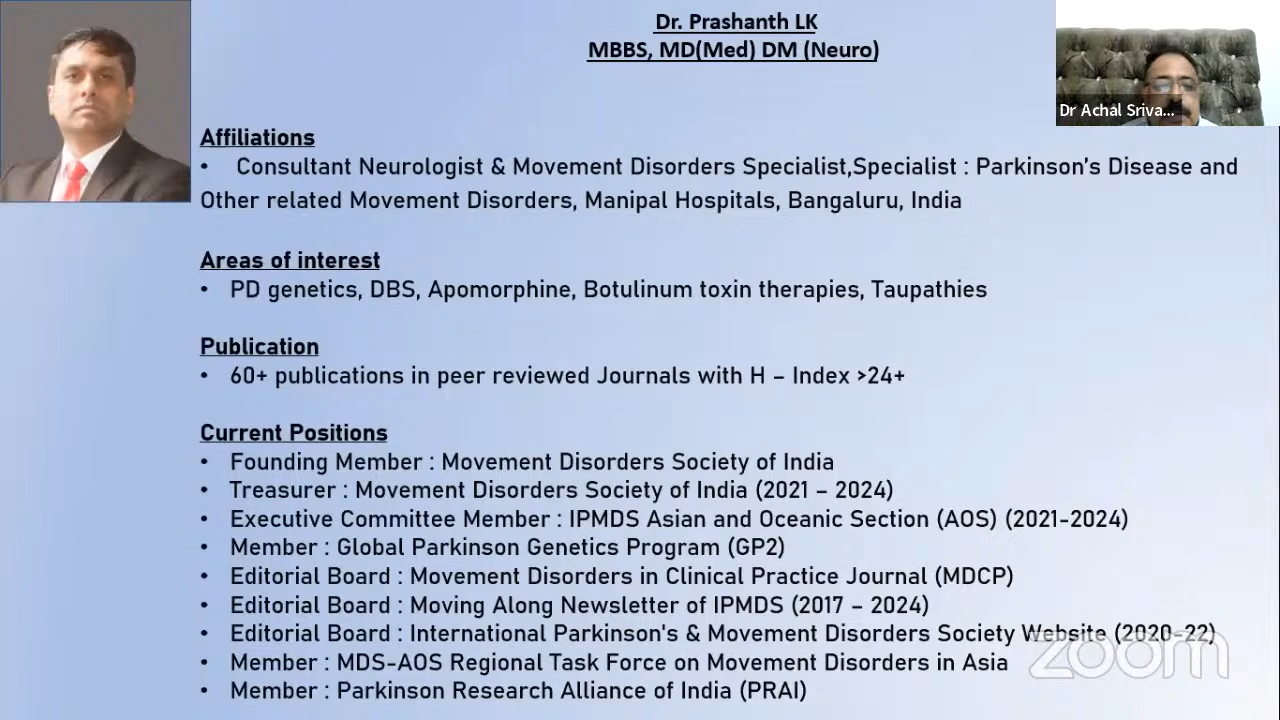 Dr. Prashanth LK
MBBS, MD(Med) DM (Neuro)
Dr Achal Sriva...
Affiliations
• Consultant Neurologist & Movement Disorders Specialist,Specialist : Parkinson’s Disease and
Other related Movement Disorders, Manipal Hospitals, Bangaluru, India
Areas of interest
• PD genetics, DBS, Apomorphine, Botulinum toxin therapies, Taupathies
Publication
• 60+ publications in peer reviewed Journals with H – Index >24+
Current Positions
• Founding Member : Movement Disorders Society of India
• Treasurer : Movement Disorders Society of India (2021 – 2024)
• Executive Committee Member : IPMDS Asian and Oceanic Section (AOS) (2021-2024)
• Member : Global Parkinson Genetics Program (GP2)
• Editorial Board : Movement Disorders in Clinical Practice Journal (MDCP)
• Editorial Board : Moving Along Newsletter of IPMDS (2017 – 2024)
• Editorial Board : International Parkinson's & Movement Disorders Society Website (2020-22)
• Member : MDS-AOS Regional Task Force on Movement Disorders in Asia
• Member : Parkinson Research Alliance of India (PRAI)
zoom